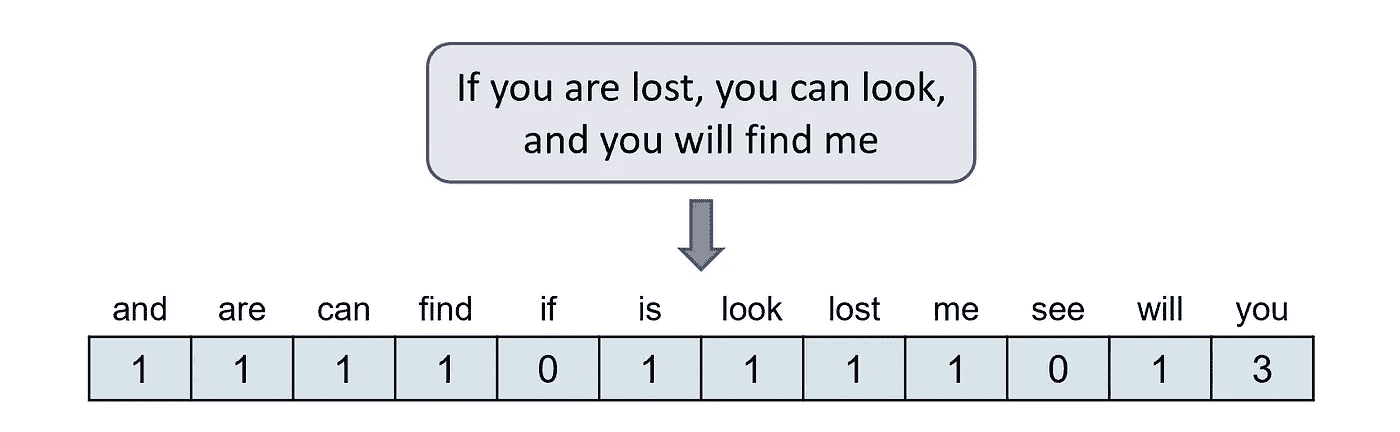 If you are lost, you can look,
and you will find me
and are can find if is look lost me see will you
1 1 1 1 0 1 1 1 1 0 1 3